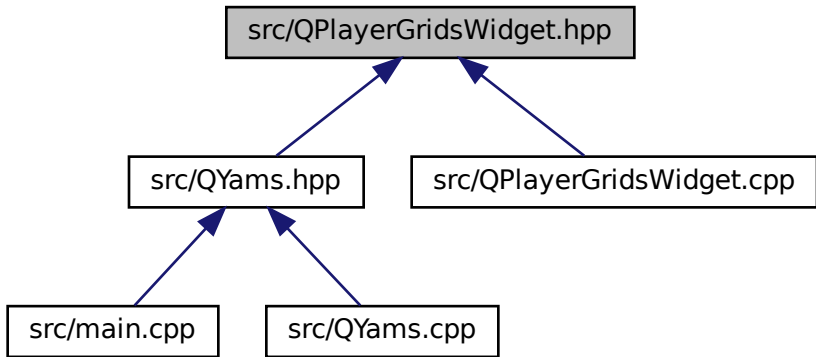 src/QPlayerGridsWidget.hpp
src/QYams.hpp
src/QPlayerGridsWidget.cpp
src/main.cpp
src/QYams.cpp